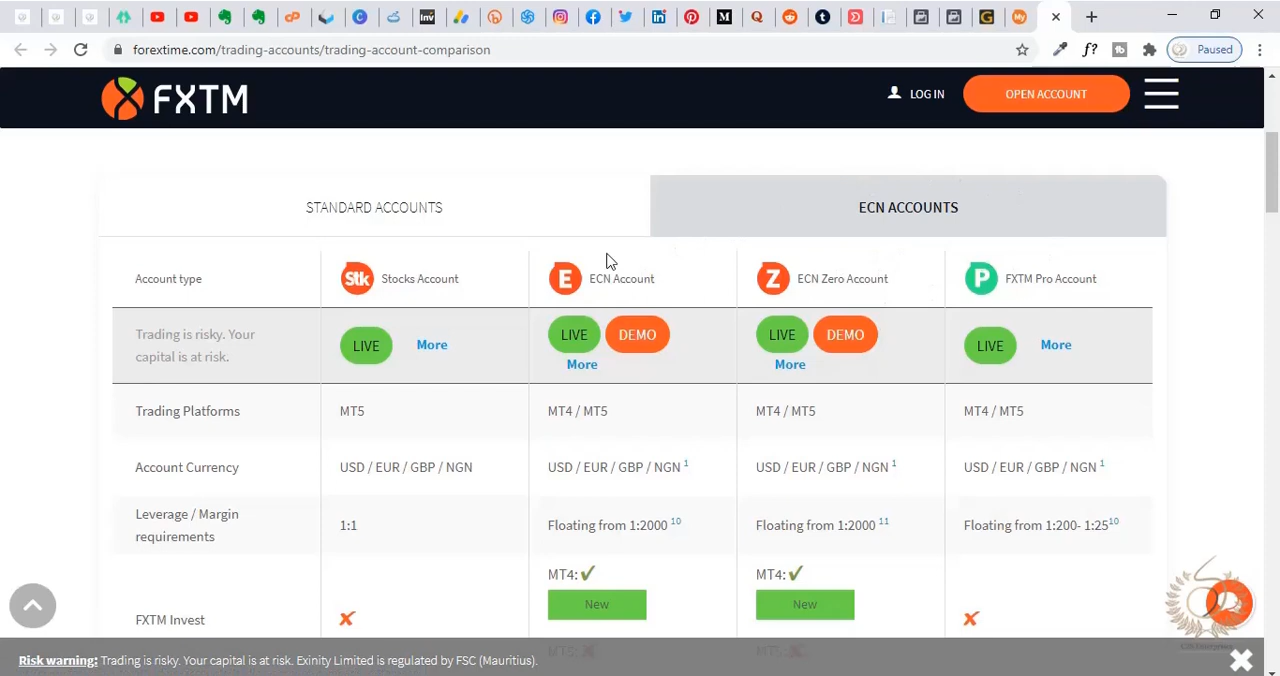 forextime.com/trading-accounts/trading-account-comparison
Paused
FXTM
LOG IN
OPEN ACCOUNT
STANDARD ACCOUNTS
ECN ACCOUNTS
Account type
Stk Stocks Account
E ECN Account
Z ECN Zero Account
P FXTM Pro Account
Trading is risky. Your
capital is at risk.
LIVE More
LIVE DEMO
More
LIVE DEMO
More
LIVE More
Trading Platforms
MT5
MT4 / MT5
MT4 / MT5
MT4 / MT5
Account Currency
USD / EUR / GBP / NGN
USD / EUR / GBP / NGN 1
USD / EUR / GBP / NGN 1
USD / EUR / GBP / NGN 1
Leverage / Margin
requirements
1:1
Floating from 1:2000 10
Floating from 1:2000 11
Floating from 1:200- 1:25 10
FXTM Invest
MT4:
New
MT5:
MT4:
New
MT5:
Risk warning: Trading is risky. Your capital is at risk. Exinity Limited is regulated by FSC (Mauritius).